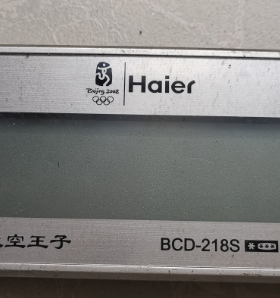 Beijing 2008
Haier
空王子
BCD-218S